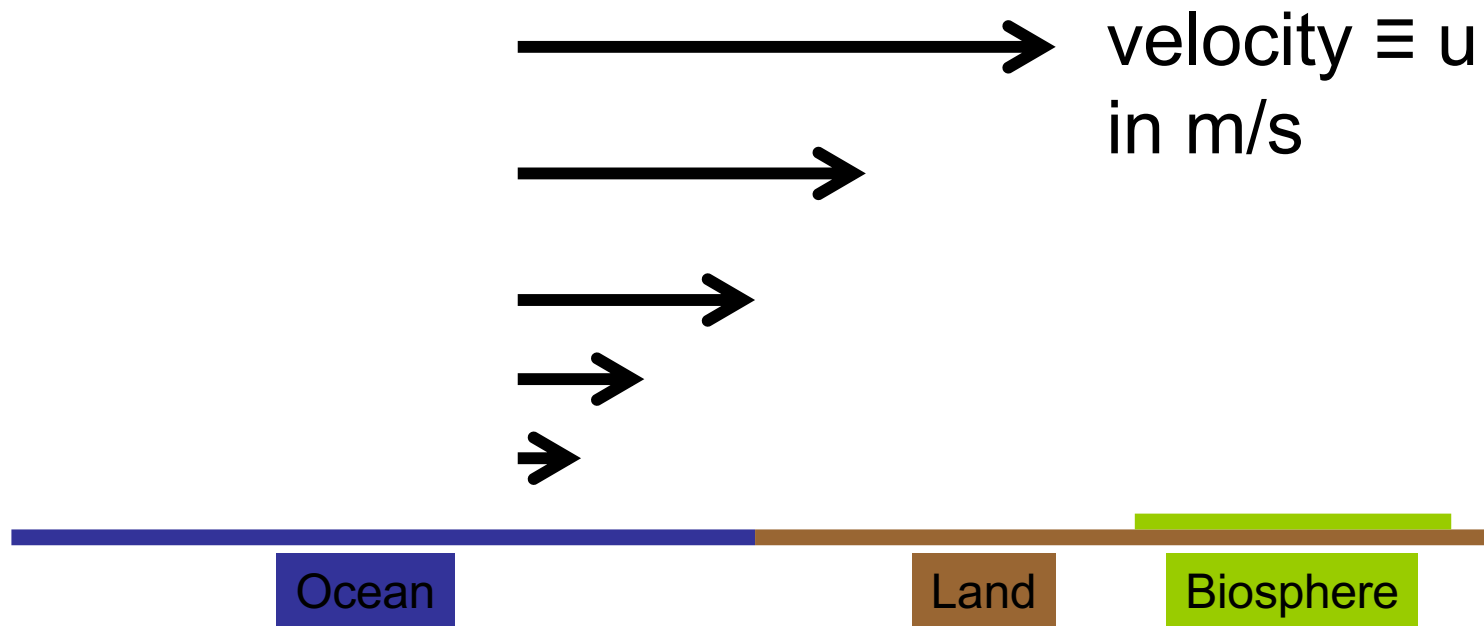 velocity ≡ u
in m/s
Ocean
Land
Biosphere